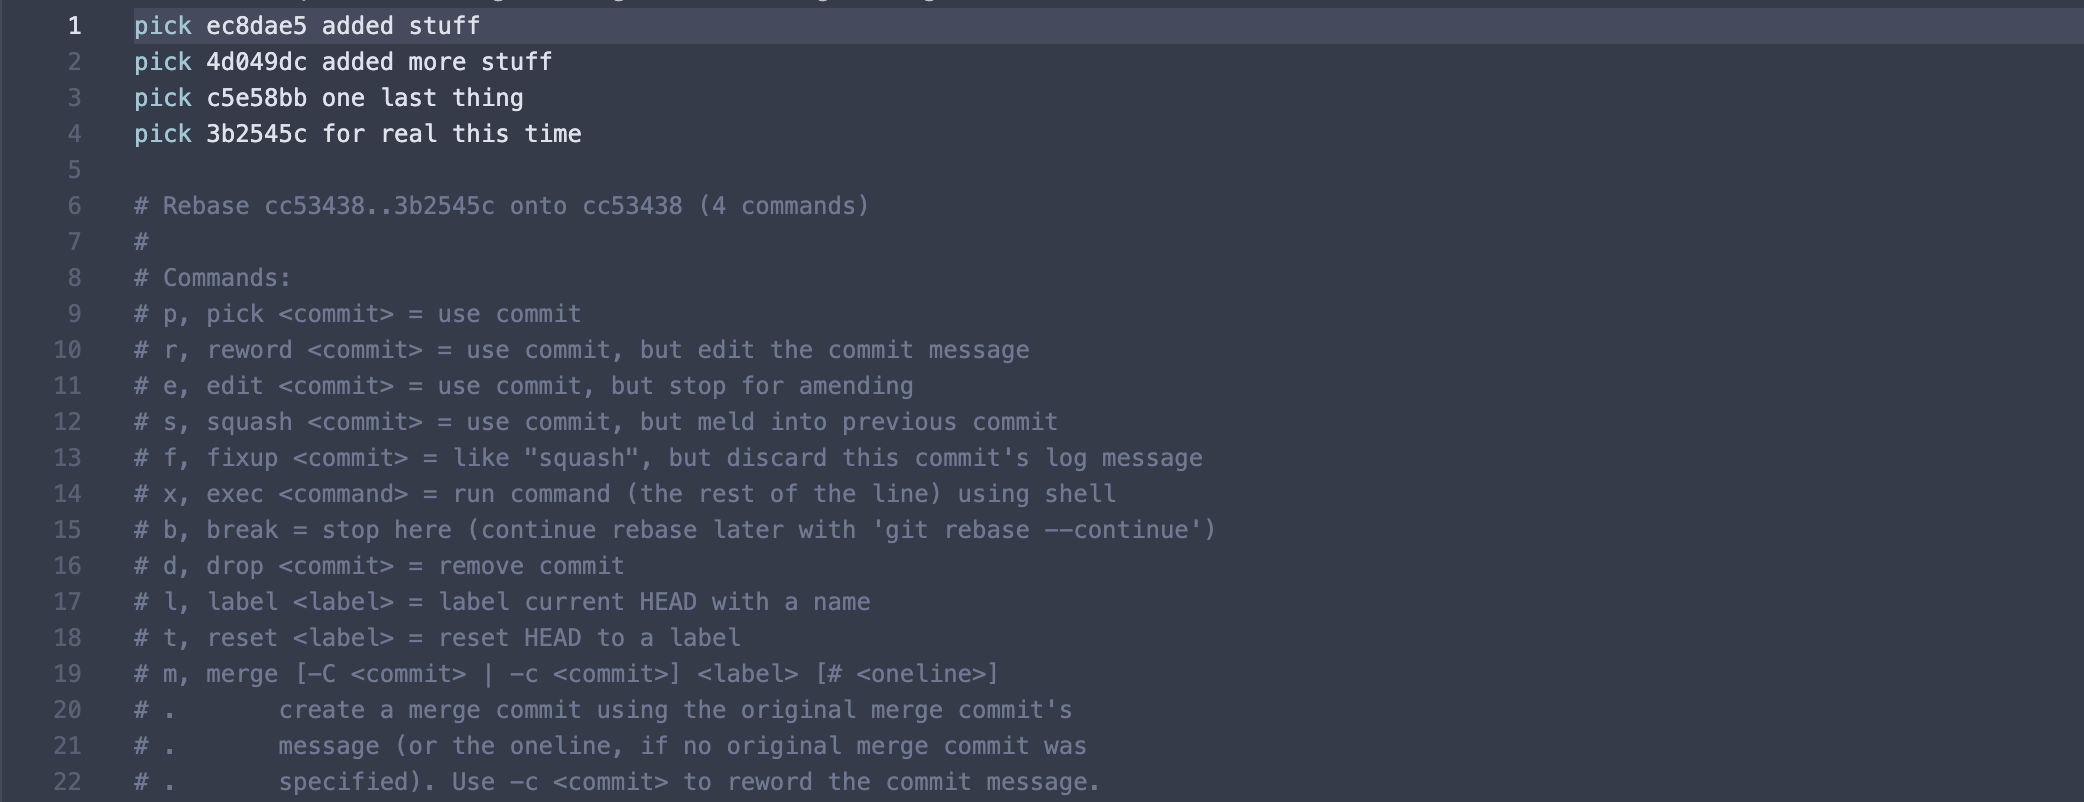 1 pick ec8dae5 added stuff
2 pick 4d049dc added more stuff
3 pick c5e58bb one last thing
4 pick 3b2545c for real this time
5
6 # Rebase cc53438..3b2545c onto cc53438 (4 commands)
7 #
8 # Commands:
9 # p, pick <commit> = use commit
10 # r, reword <commit> = use commit, but edit the commit message
11 # e, edit <commit> = use commit, but stop for amending
12 # s, squash <commit> = use commit, but meld into previous commit
13 # f, fixup <commit> = like "squash", but discard this commit's log message
14 # x, exec <command> = run command (the rest of the line) using shell
15 # b, break = stop here (continue rebase later with 'git rebase --continue')
16 # d, drop <commit> = remove commit
17 # l, label <label> = label current HEAD with a name
18 # t, reset <label> = reset HEAD to a label
19 # m, merge [-C <commit> | -c <commit>] <label> [# <oneline>]
20 # .       create a merge commit using the original merge commit's
21 # .       message (or the oneline, if no original merge commit was
22 # .       specified). Use -c <commit> to reword the commit message.